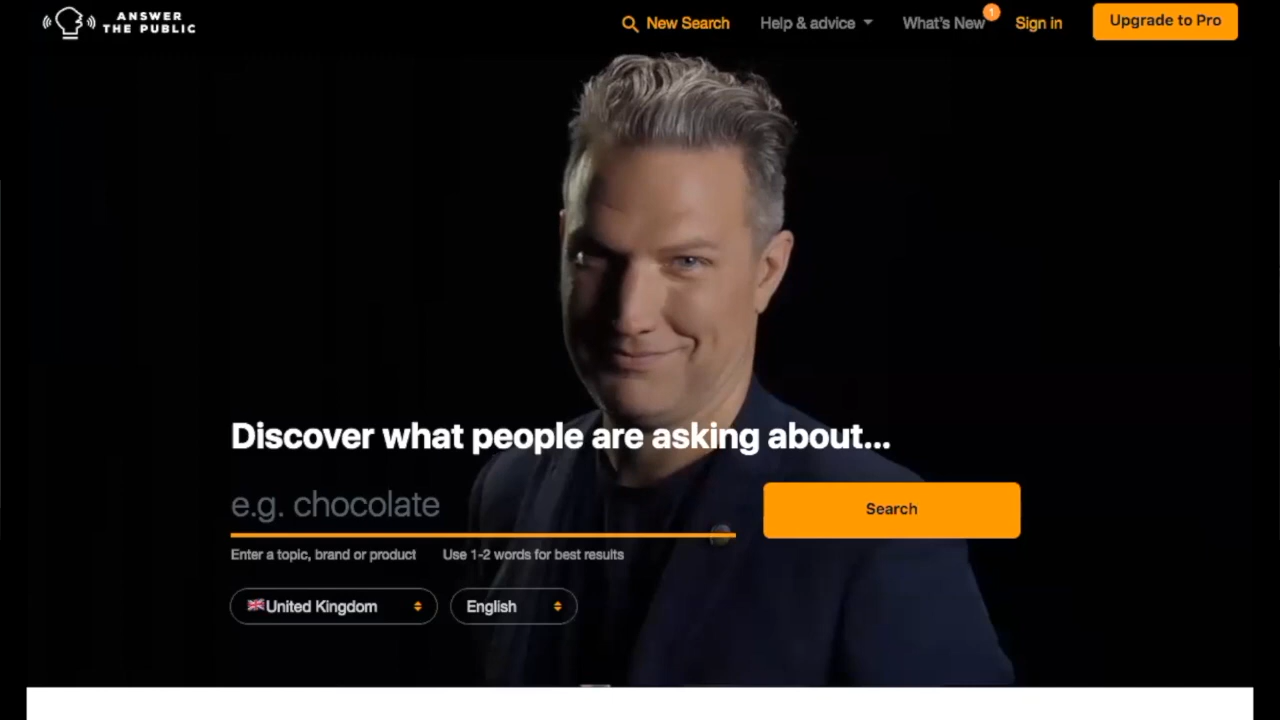 ANSWER
THE PUBLIC
New Search
Help & advice
What's New
1
Sign in
Upgrade to Pro
Discover what people are asking about...
e.g. chocolate
Search
Enter a topic, brand or product
Use 1-2 words for best results
United Kingdom
English